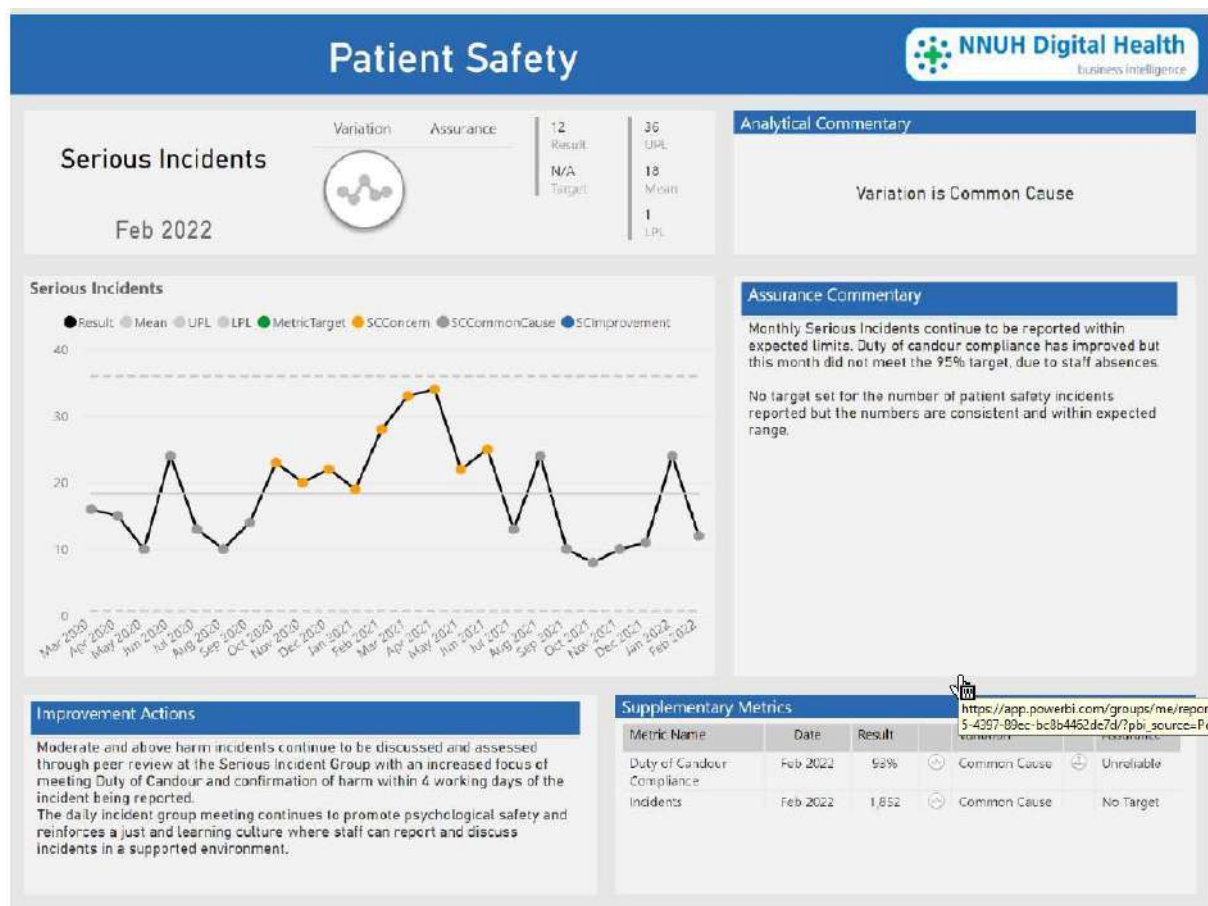 Patient Safety
NNUH Digital Health
business intelligence
Serious Incidents
Feb 2022
Variation
Assurance
12
Result
N/A
Target
36
UPL
18
Mean
1
LPL
Analytical Commentary
Variation is Common Cause
Serious Incidents
Result Mean UPL LPL MetricTarget SCConcern SCCommonCause SCImprovement
40
30
20
10
0
Mar 2020 Apr 2020 May 2020 Jun 2020 Jul 2020 Aug 2020 Sep 2020 Oct 2020 Nov 2020 Dec 2020 Jan 2021 Feb 2021 Mar 2021 Apr 2021 May 2021 Jun 2021 Jul 2021 Aug 2021 Sep 2021 Oct 2021 Nov 2021 Dec 2021 Jan 2022 Feb 2022
Assurance Commentary
Monthly Serious Incidents continue to be reported within
expected limits. Duty of candour compliance has improved but
this month did not meet the 95% target, due to staff absences.
No target set for the number of patient safety incidents
reported but the numbers are consistent and within expected
range.
Improvement Actions
Moderate and above harm incidents continue to be discussed and assessed
through peer review at the Serious Incident Group with an increased focus of
meeting Duty of Candour and confirmation of harm within 4 working days of the
incident being reported.
The daily incident group meeting continues to promote psychological safety and
reinforces a just and learning culture where staff can report and discuss
incidents in a supported environment.
Supplementary Metrics
https://app.powerbi.com/groups/me/repor
5-4397-89ec-bc8b4462de7d/?pbi_source=P
Metric Name Date Result
Duty of Candour Feb 2022 93% Common Cause Unreliable
Compliance
Incidents Feb 2022 1,852 Common Cause No Target